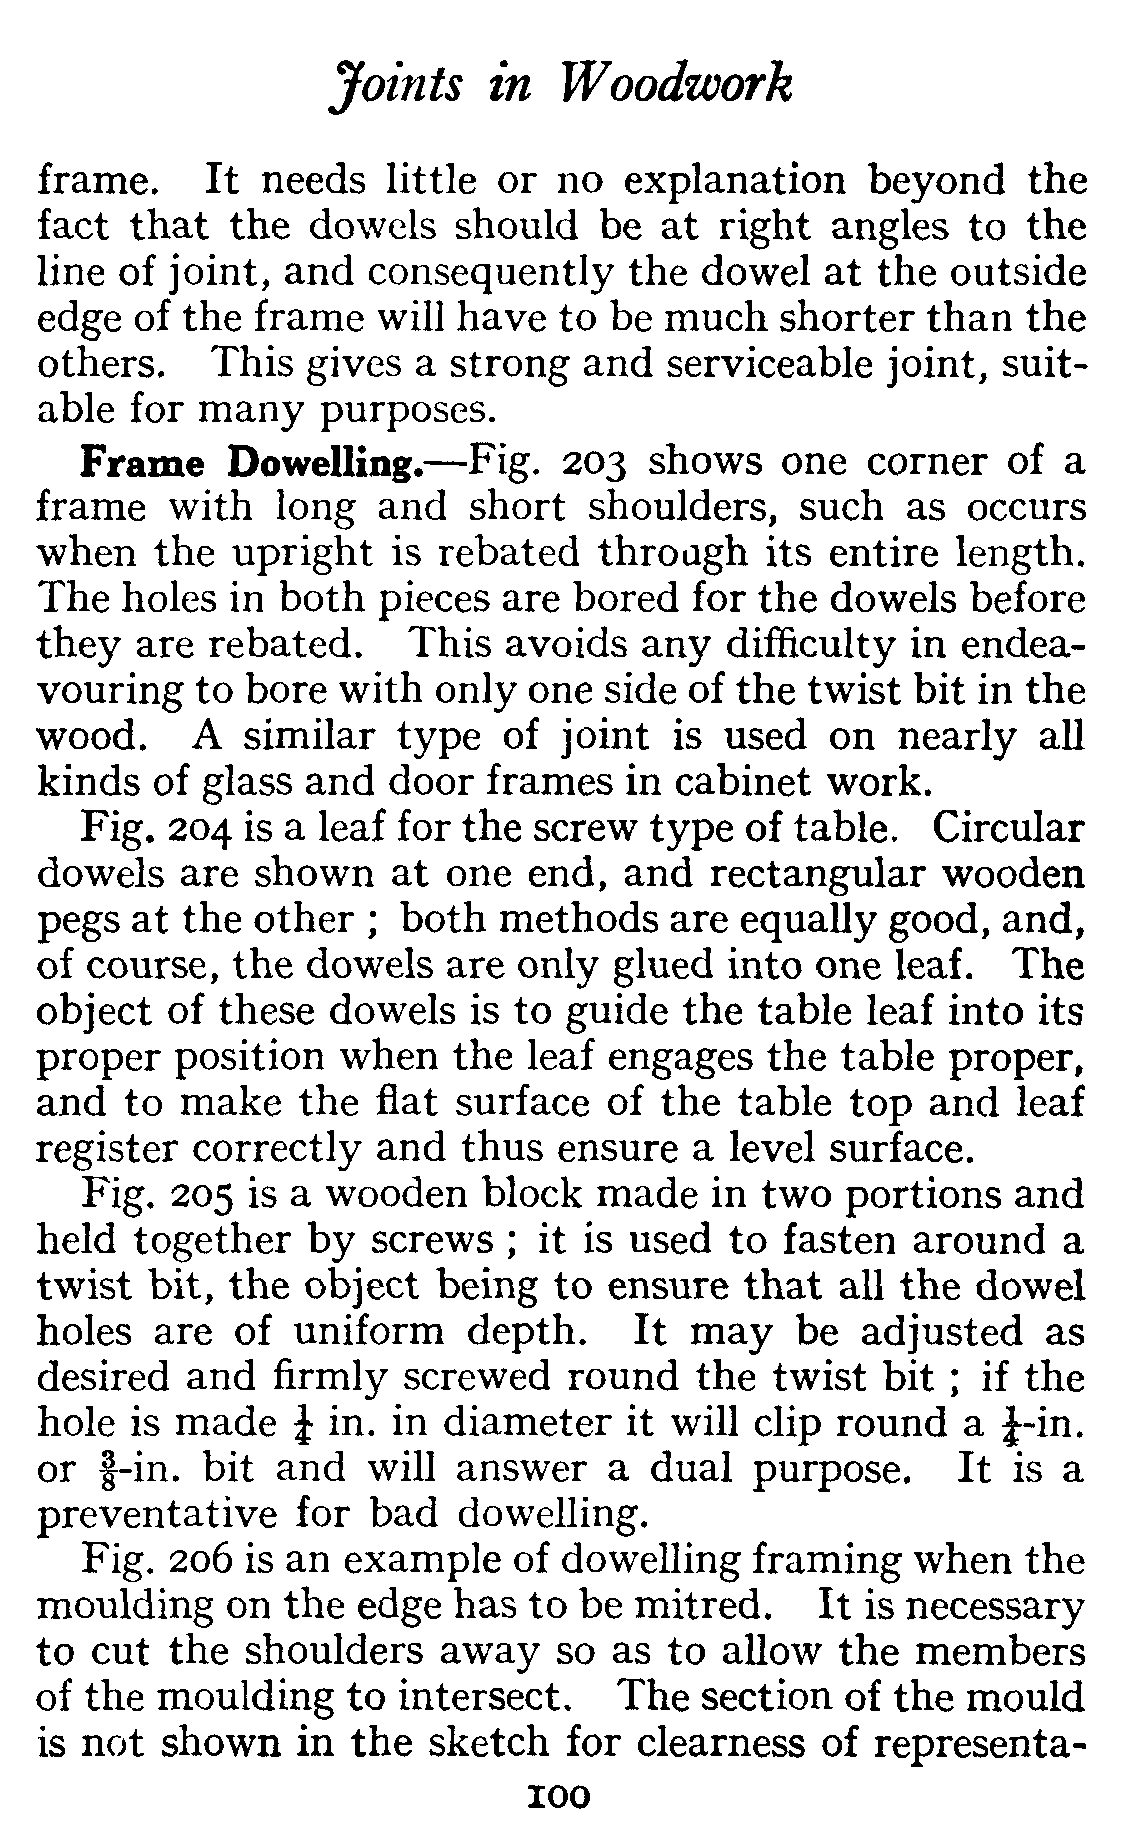 Joints in Woodwork
frame. It needs little or no explanation beyond the
fact that the dowels should be at right angles to the
line of joint, and consequently the dowel at the outside
edge of the frame will have to be much shorter than the
others. This gives a strong and serviceable joint, suit-
able for many purposes.
Frame Dowelling.—Fig. 203 shows one corner of a
frame with long and short shoulders, such as occurs
when the upright is rebated through its entire length.
The holes in both pieces are bored for the dowels before
they are rebated. This avoids any difficulty in endea-
vouring to bore with only one side of the twist bit in the
wood. A similar type of joint is used on nearly all
kinds of glass and door frames in cabinet work.
Fig. 204 is a leaf for the screw type of table. Circular
dowels are shown at one end, and rectangular wooden
pegs at the other ; both methods are equally good, and,
of course, the dowels are only glued into one leaf. The
object of these dowels is to guide the table leaf into its
proper position when the leaf engages the table proper,
and to make the flat surface of the table top and leaf
register correctly and thus ensure a level surface.
Fig. 205 is a wooden block made in two portions and
held together by screws ; it is used to fasten around a
twist bit, the object being to ensure that all the dowel
holes are of uniform depth. It may be adjusted as
desired and firmly screwed round the twist bit ; if the
hole is made ¼ in. in diameter it will clip round a ¼-in.
or ⅜-in. bit and will answer a dual purpose. It is a
preventative for bad dowelling.
Fig. 206 is an example of dowelling framing when the
moulding on the edge has to be mitred. It is necessary
to cut the shoulders away so as to allow the members
of the moulding to intersect. The section of the mould
is not shown in the sketch for clearness of representa-
100